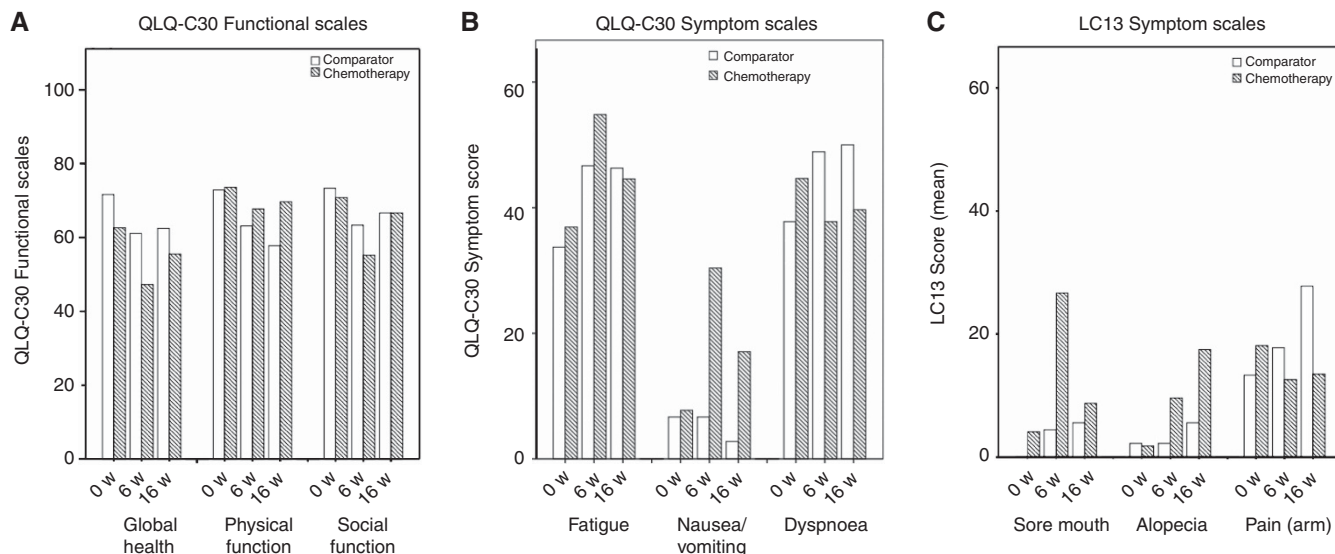 A
QLQ-C30 Functional scales
Comparator
Chemotherapy
QLQ-C30 Functional scales
100
80
60
40
20
0
0 w 6 w 16 w 0 w 6 w 16 w 0 w 6 w 16 w
Global Physical Social
health function function
B
QLQ-C30 Symptom scales
Comparator
Chemotherapy
QLQ-C30 Symptom score
60
40
20
0
0 w 6 w 16 w 0 w 6 w 16 w 0 w 6 w 16 w
Fatigue Nausea/ Dyspnoea
vomiting
C
LC13 Symptom scales
Comparator
Chemotherapy
LC13 Score (mean)
60
40
20
0
0 w 6 w 16 w 0 w 6 w 16 w 0 w 6 w 16 w
Sore mouth Alopecia Pain (arm)